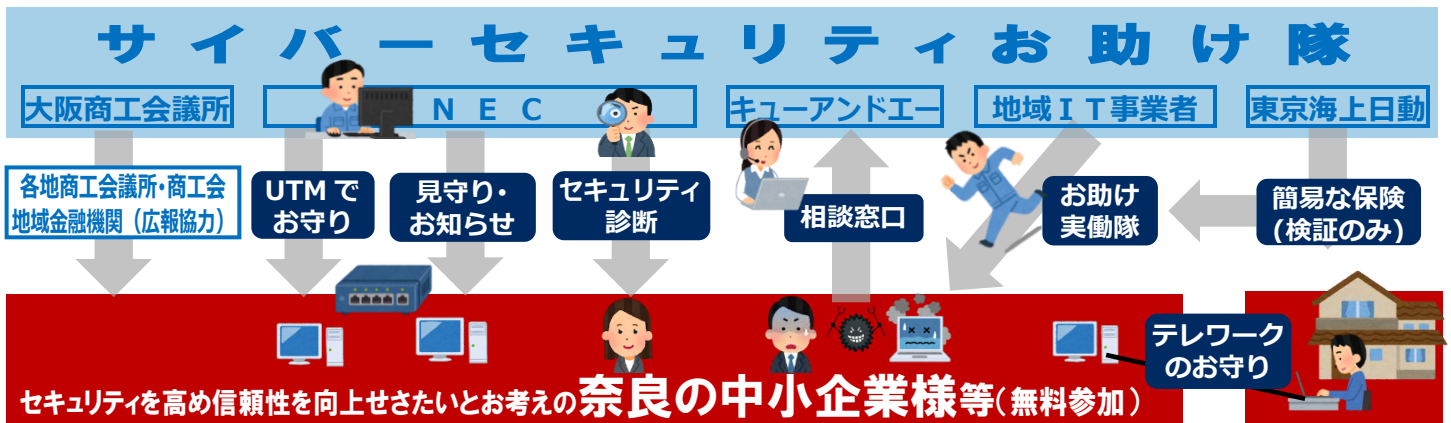 サイバーセキュリティお助け隊
大阪商工会議所
NEC
キューアンドエー
地域IT事業者
東京海上日動
各地商工会議所・商工会
地域金融機関（広報協力）
UTMで
お守り
見守り・
お知らせ
セキュリティ
診断
相談窓口
お助け
実働隊
簡易な保険
(検証のみ)
テレワーク
のお守り
セキュリティを高め信頼性を向上せさたいとお考えの奈良の中小企業様等(無料参加)